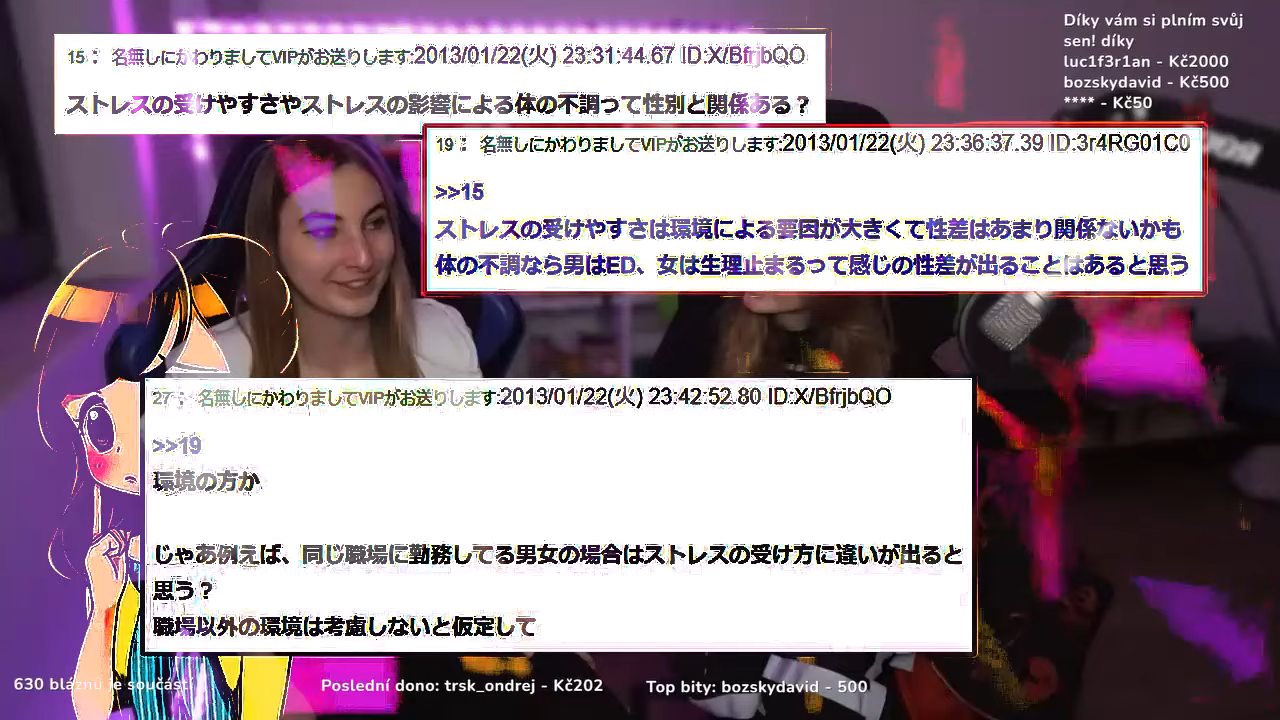 Díky vám si plním svůj
sen! díky
luc1f3r1an - Kč2000
bozskydavid - Kč500
**** - Kč50
15： 名無しにかわりましてVIPがお送りします:2013/01/22(火) 23:31:44.67 ID:X/BfrjbQO
ストレスの受けやすさやストレスの影響による体の不調って性別と関係ある？
19： 名無しにかわりましてVIPがお送りします:2013/01/22(火) 23:36:37.39 ID:3r4RG01C0
>>15
ストレスの受けやすさは環境による要因が大きくて性差はあまり関係ないかも
体の不調なら男はED、女は生理止まるって感じの性差が出ることはあると思う
27： 名無しにかわりましてVIPがお送りします:2013/01/22(火) 23:42:52.80 ID:X/BfrjbQO
>>19
環境の方か
じゃあ例えば、同じ職場に勤務してる男女の場合はストレスの受け方に違いが出ると
思う？
職場以外の環境は考慮しないと仮定して
630 bláznů je součástí
Poslední dono: trsk_ondrej - Kč202
Top bity: bozskydavid - 500